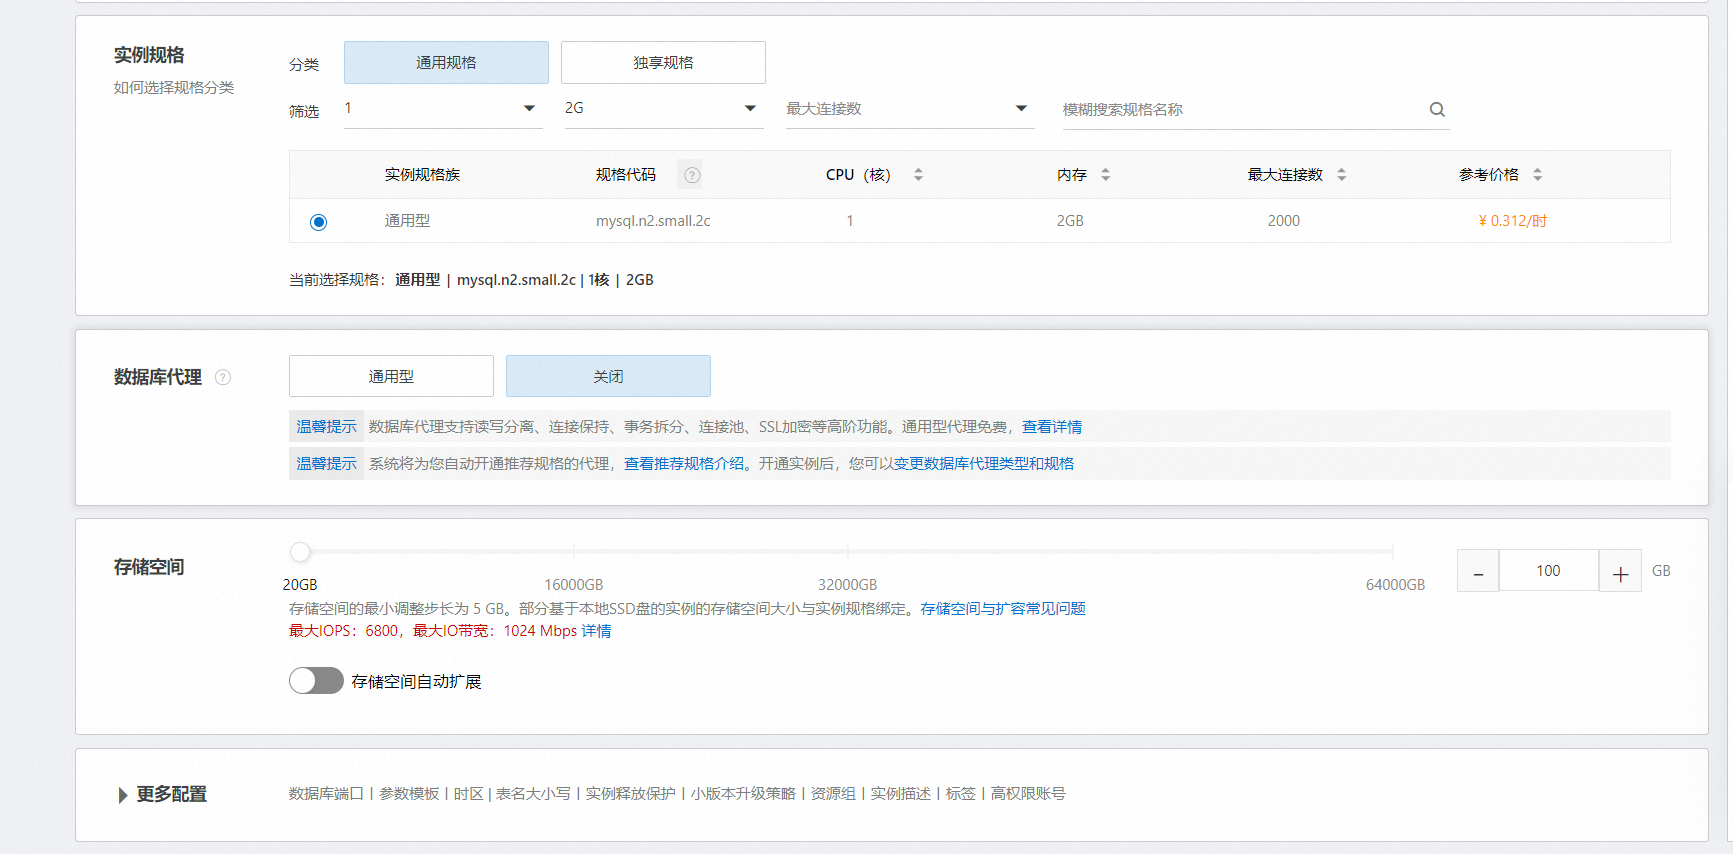 实例规格
如何选择规格分类
分类 通用规格 独享规格
筛选 1 2G 最大连接数 模糊搜索规格名称
实例规格族 规格代码 ? CPU（核） 内存 最大连接数 参考价格
通用型 mysql.n2.small.2c 1 2GB 2000 ¥ 0.312/时
当前选择规格：通用型 | mysql.n2.small.2c | 1核 | 2GB
数据库代理 ? 通用型 关闭
温馨提示 数据库代理支持读写分离、连接保持、事务拆分、连接池、SSL加密等高阶功能。通用型代理免费，查看详情
温馨提示 系统将为您自动开通推荐规格的代理，查看推荐规格介绍。开通实例后，您可以变更数据库代理类型和规格
存储空间
20GB 16000GB 32000GB 64000GB - 100 + GB
存储空间的最小调整步长为 5 GB。部分基于本地SSD盘的实例的存储空间大小与实例规格绑定。存储空间与扩容常见问题
最大IOPS：6800，最大IO带宽：1024 Mbps 详情
存储空间自动扩展
更多配置 数据库端口 | 参数模板 | 时区 | 表名大小写 | 实例释放保护 | 小版本升级策略 | 资源组 | 实例描述 | 标签 | 高权限账号